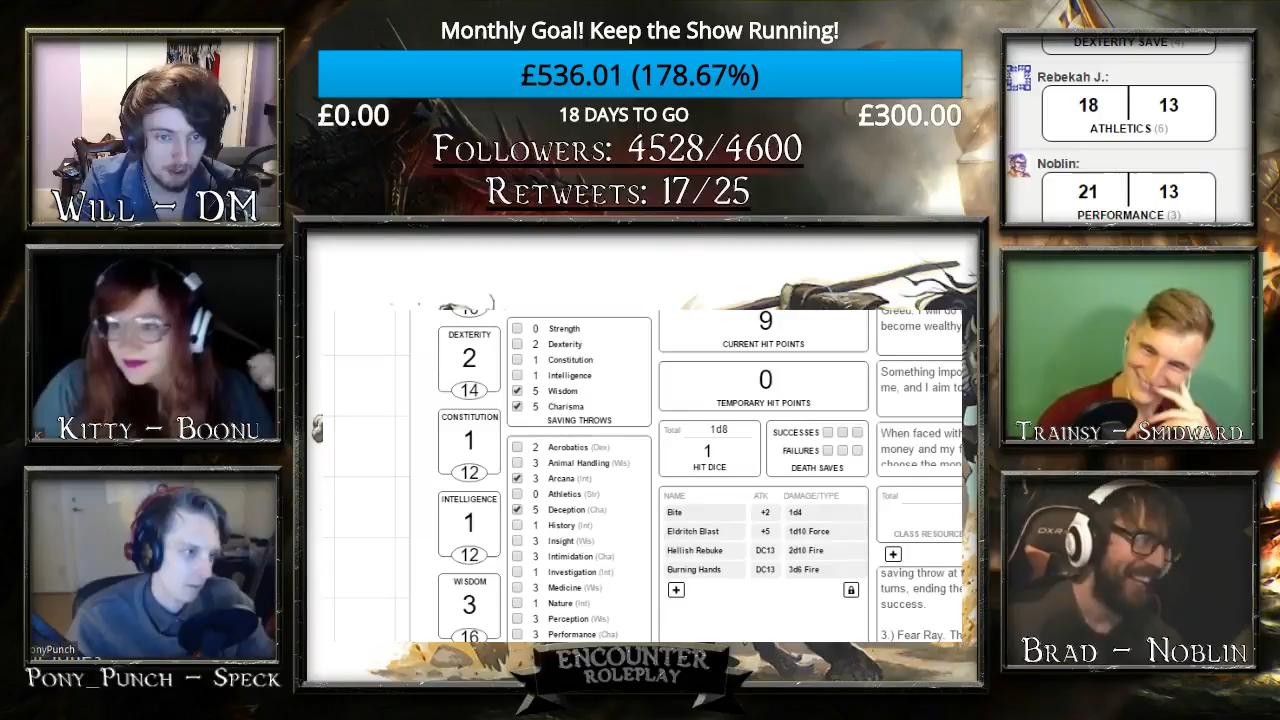 Monthly Goal! Keep the Show Running!
£536.01 (178.67%)
£0.00
18 DAYS TO GO
£300.00
Followers: 4528/4600
Retweets: 17/25
Will – DM
Kitty – Boonu
Pony_Punch – Speck
DEXTERITY SAVE (4)
Rebekah J.:
18 13
ATHLETICS (6)
Noblin:
21 13
PERFORMANCE (3)
Trainsy – Smidward
Brad – Noblin
DXR
DEXTERITY
2
14
CONSTITUTION
1
12
INTELLIGENCE
1
12
WISDOM
3
16
0 Strength
2 Dexterity
1 Constitution
1 Intelligence
5 Wisdom
5 Charisma
SAVING THROWS
2 Acrobatics (Dex)
3 Animal Handling (Wis)
3 Arcana (Int)
0 Athletics (Str)
5 Deception (Cha)
1 History (Int)
3 Insight (Wis)
3 Intimidation (Cha)
1 Investigation (Int)
3 Medicine (Wis)
1 Nature (Int)
3 Perception (Wis)
3 Performance (Cha)
9
CURRENT HIT POINTS
0
TEMPORARY HIT POINTS
Total 1d8
1
HIT DICE
SUCCESSES
FAILURES
DEATH SAVES
NAME ATK DAMAGE/TYPE
Bite +2 1d4
Eldritch Blast +5 1d10 Force
Hellish Rebuke DC13 2d10 Fire
Burning Hands DC13 3d6 Fire
+
become wealthy
Something impo
me, and I aim to
When faced with
money and my f
choose the mon
Total
CLASS RESOURC
+
saving throw at t
turns, ending the
success.
3.) Fear Ray. Th
ENCOUNTER
ROLEPLAY